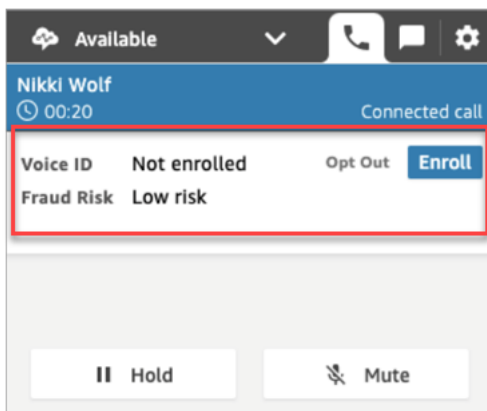 Available
Nikki Wolf
00:20 Connected call
Voice ID Not enrolled Opt Out Enroll
Fraud Risk Low risk
Hold Mute